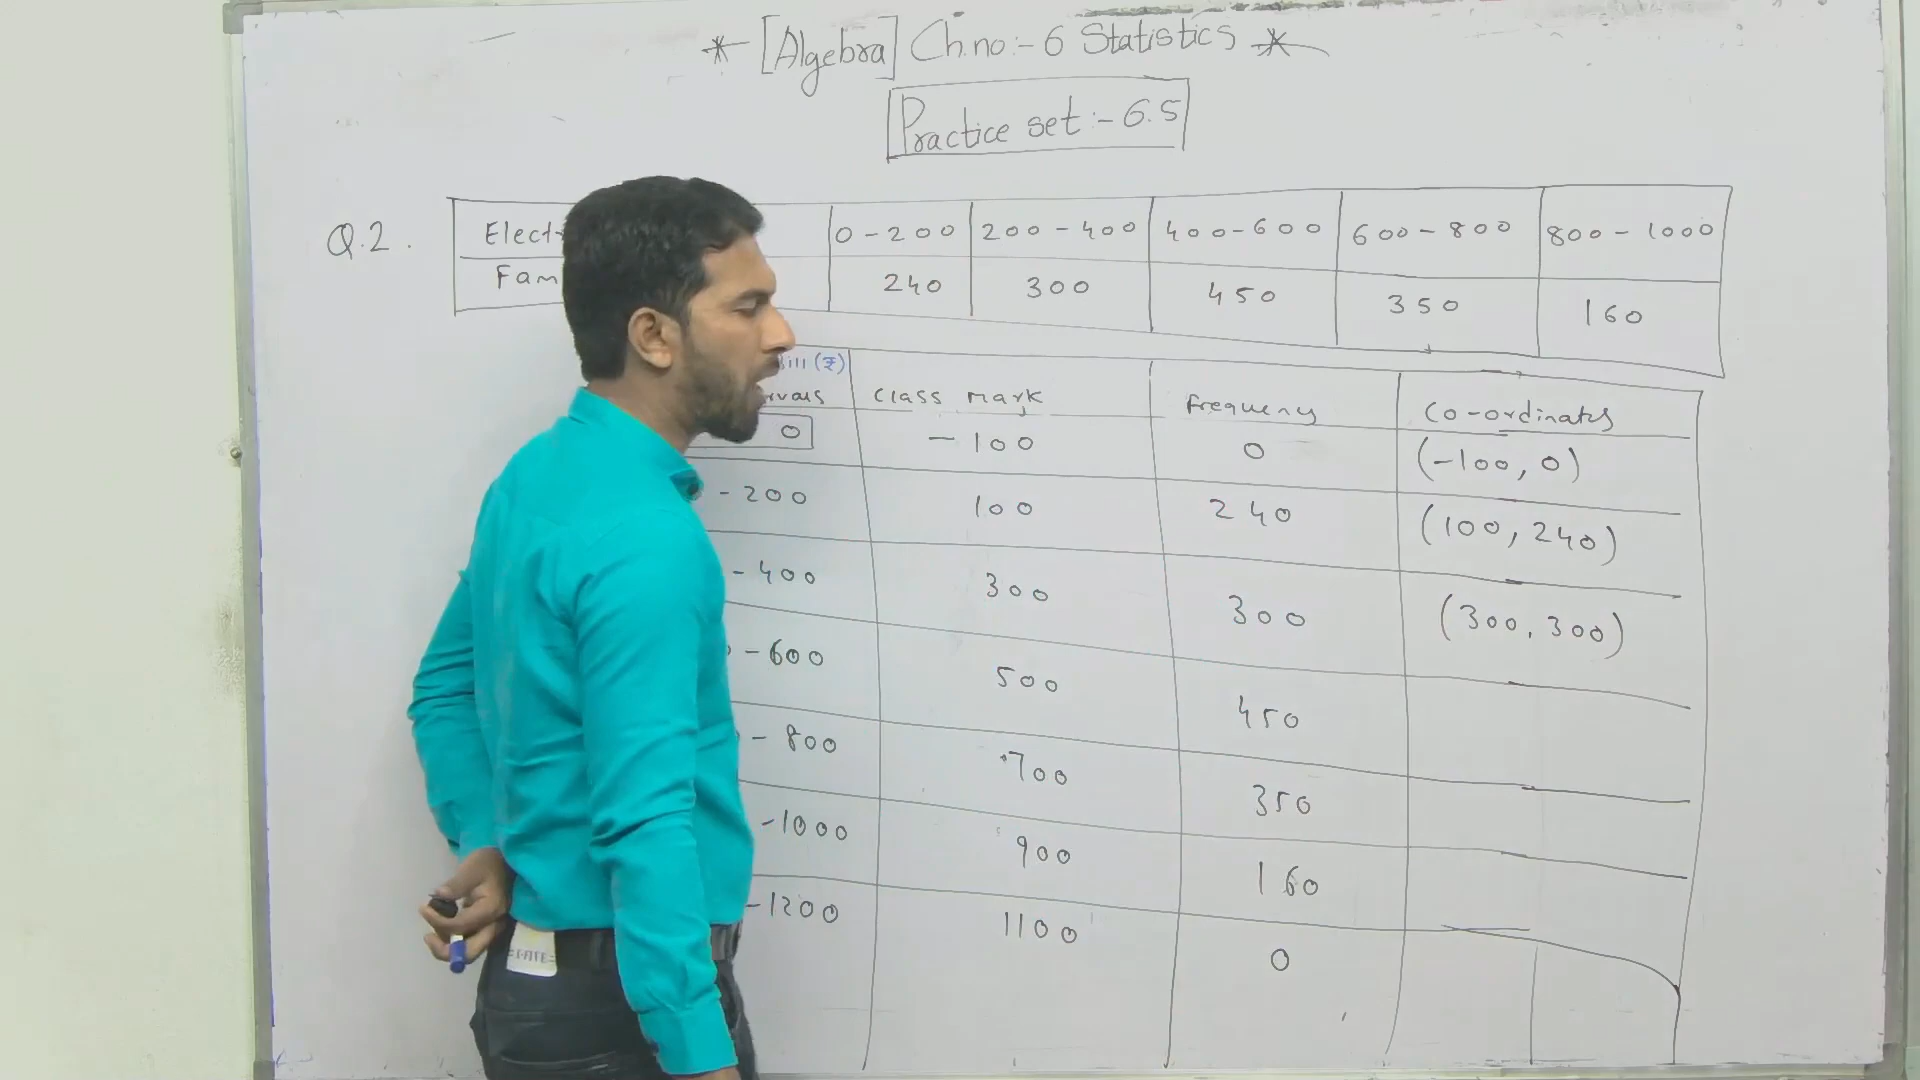 [Algebra] Ch.no:- 6 Statistics
Practice set:- 6.5
Q.2.
0-200 200-400 400-600 600-800 800-1000
240 300 450 350 160
Bill (₹)
Class mark frequency Co-ordinates
0 -100 0 (-100, 0)
-200 100 240 (100, 240)
-400 300 300 (300, 300)
-600 500 450
-800 700 350
-1000 900 160
-1200 1100 0